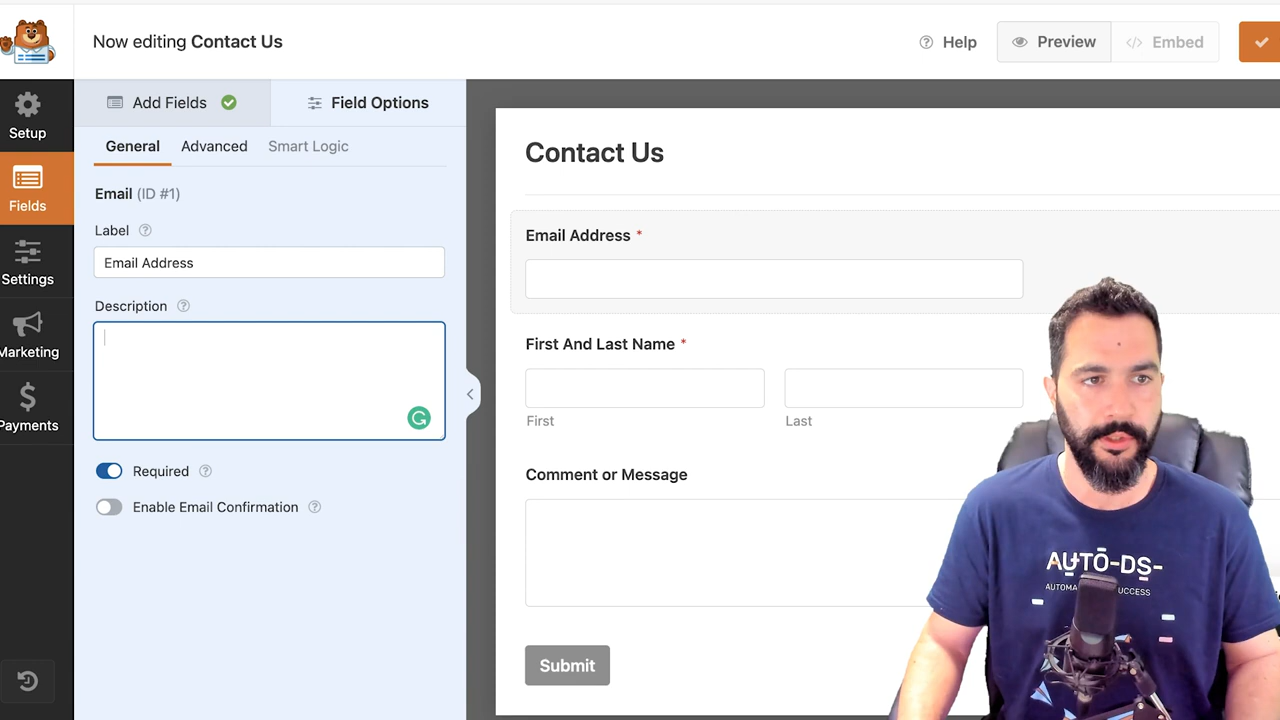 Now editing Contact Us
Help
Preview
Embed
Setup
Fields
Settings
Marketing
Payments
Add Fields
Field Options
General
Advanced
Smart Logic
Email (ID #1)
Label
Email Address
Description
Required
Enable Email Confirmation
Contact Us
Email Address *
First And Last Name *
First
Last
Comment or Message
Submit
AUTO-DS-